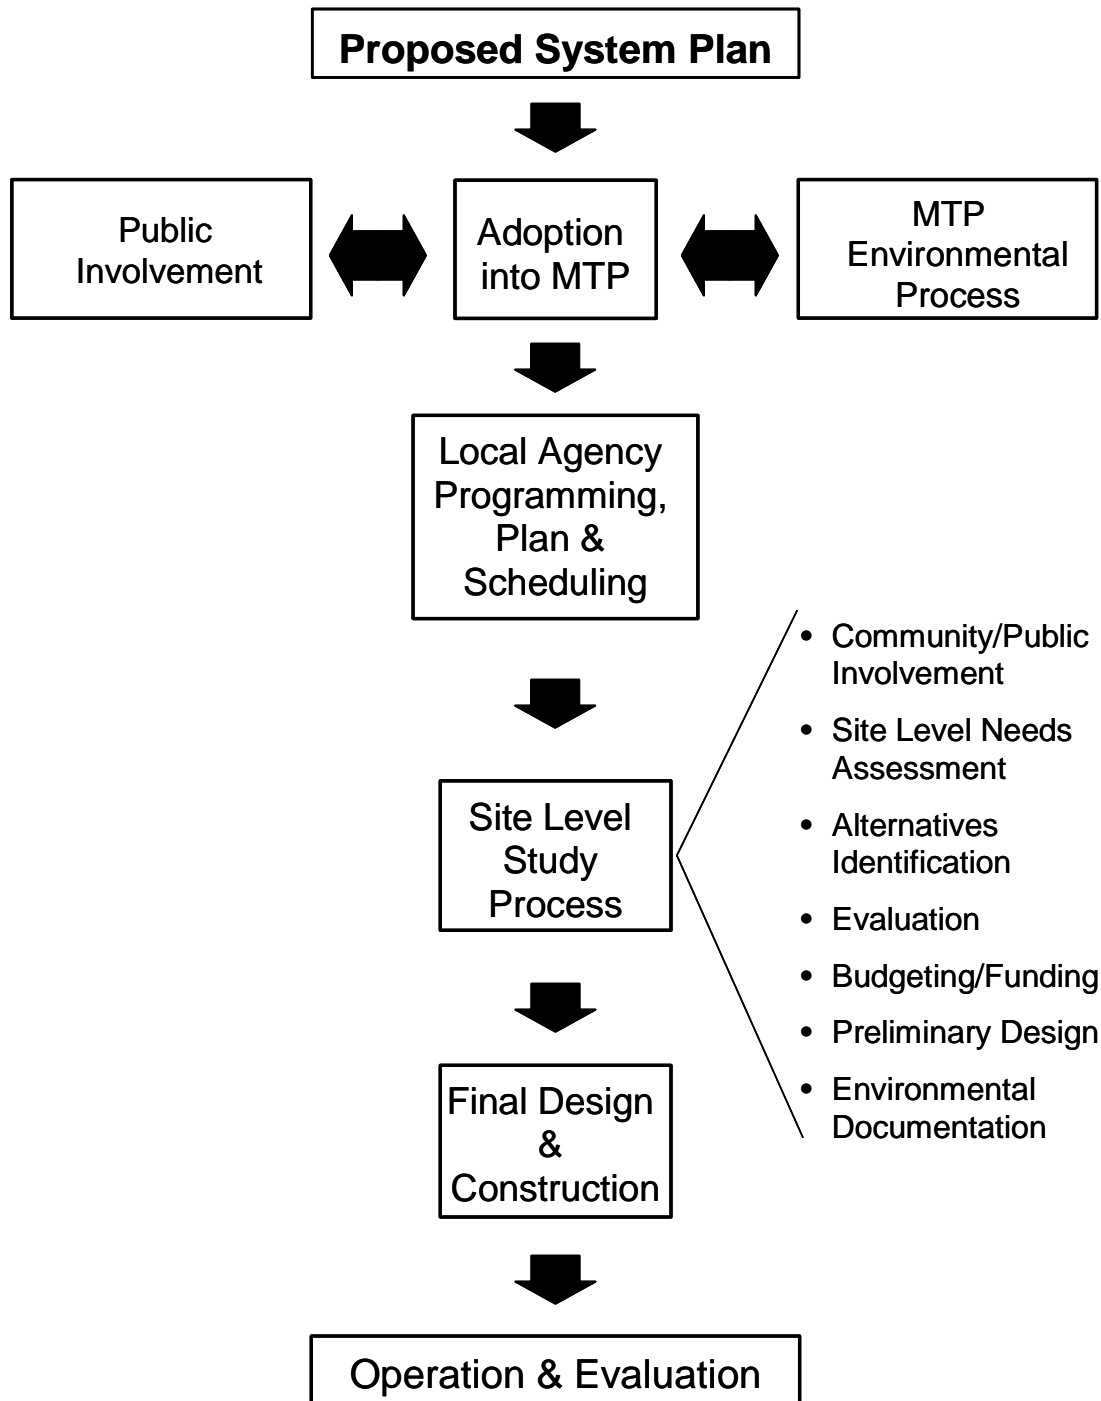 Proposed System Plan
Public
Involvement
Adoption
into MTP
MTP
Environmental
Process
Local Agency
Programming,
Plan &
Scheduling
Site Level
Study
Process
• Community/Public
Involvement
• Site Level Needs
Assessment
• Alternatives
Identification
• Evaluation
• Budgeting/Funding
• Preliminary Design
• Environmental
Documentation
Final Design
&
Construction
Operation & Evaluation